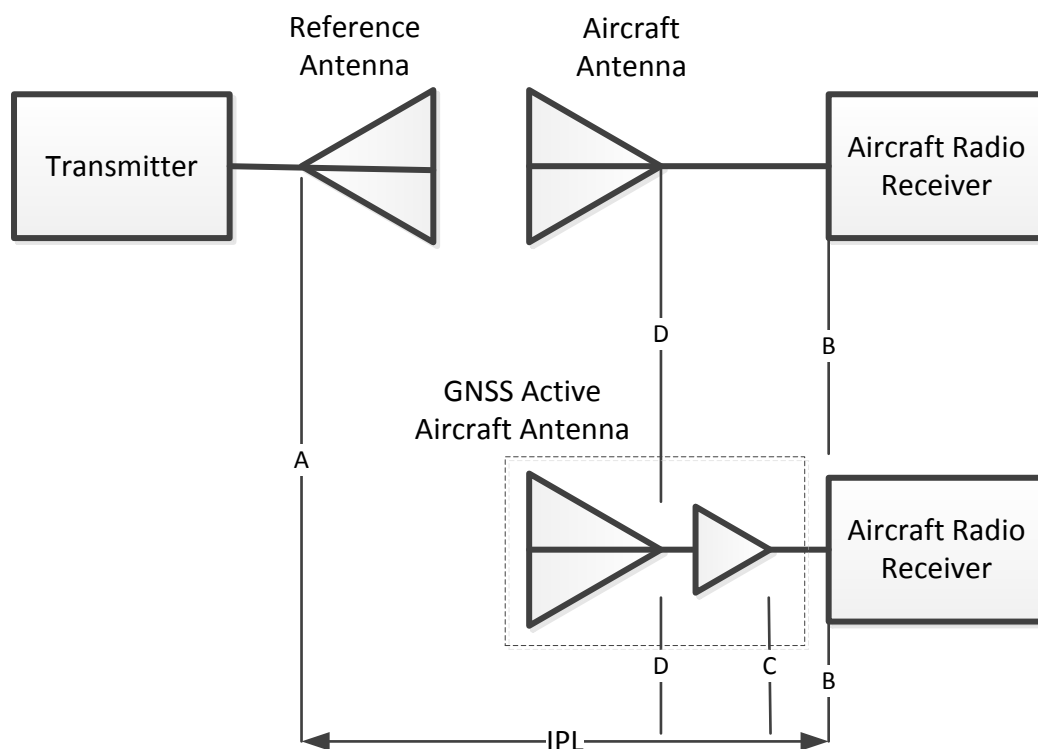 Reference
Antenna
Aircraft
Antenna
Transmitter
Aircraft Radio
Receiver
D
B
GNSS Active
Aircraft Antenna
A
Aircraft Radio
Receiver
D
C
B
IPL